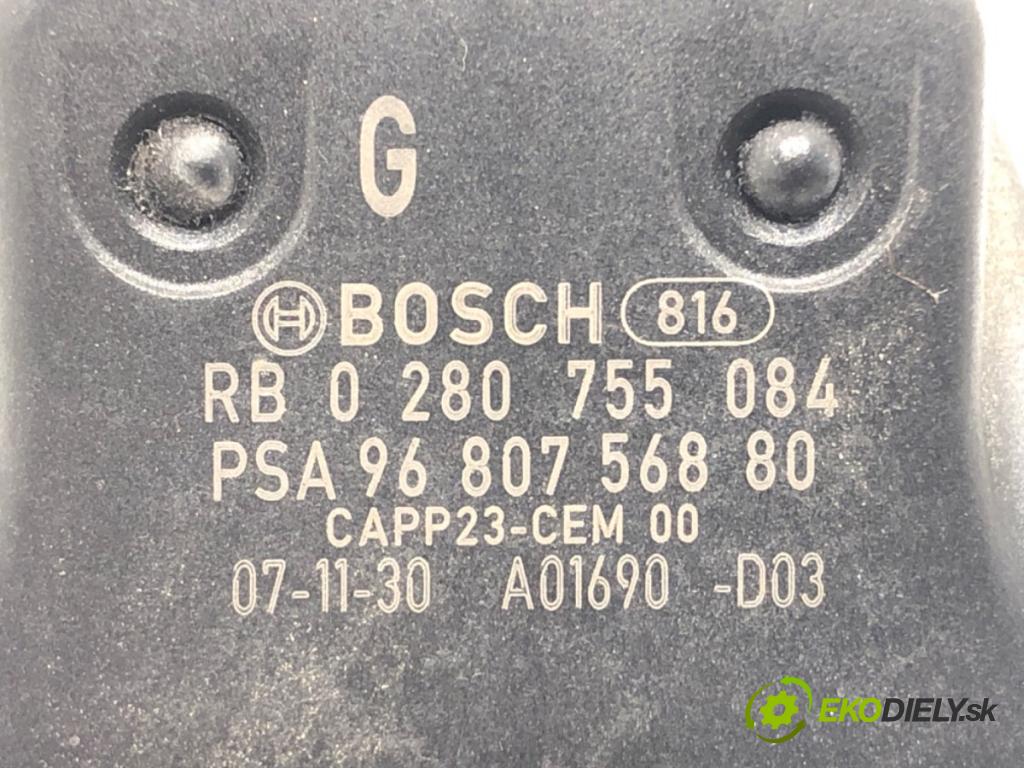 G
BOSCH 816
RB 0 280 755 084
PSA 96 807 568 80
CAPP23-CEM 00
07-11-30 A01690 -D03
EKODIELY.sk